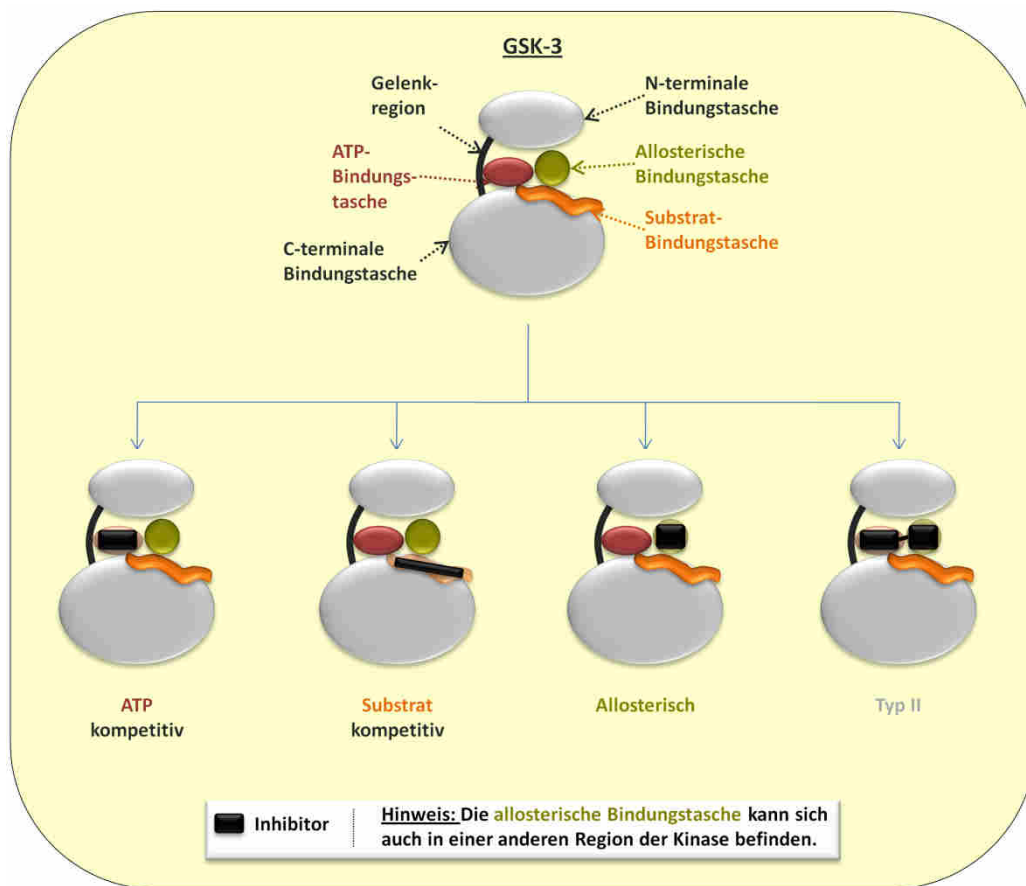 GSK-3
Gelenk-
region
N-terminale
Bindungstasche
ATP-
Bindungs-
tasche
Allosterische
Bindungstasche
Substrat-
Bindungstasche
C-terminale
Bindungstasche
ATP
kompetitiv
Substrat
kompetitiv
Allosterisch
Typ II
Inhibitor
Hinweis: Die allosterische Bindungstasche kann sich
auch in einer anderen Region der Kinase befinden.